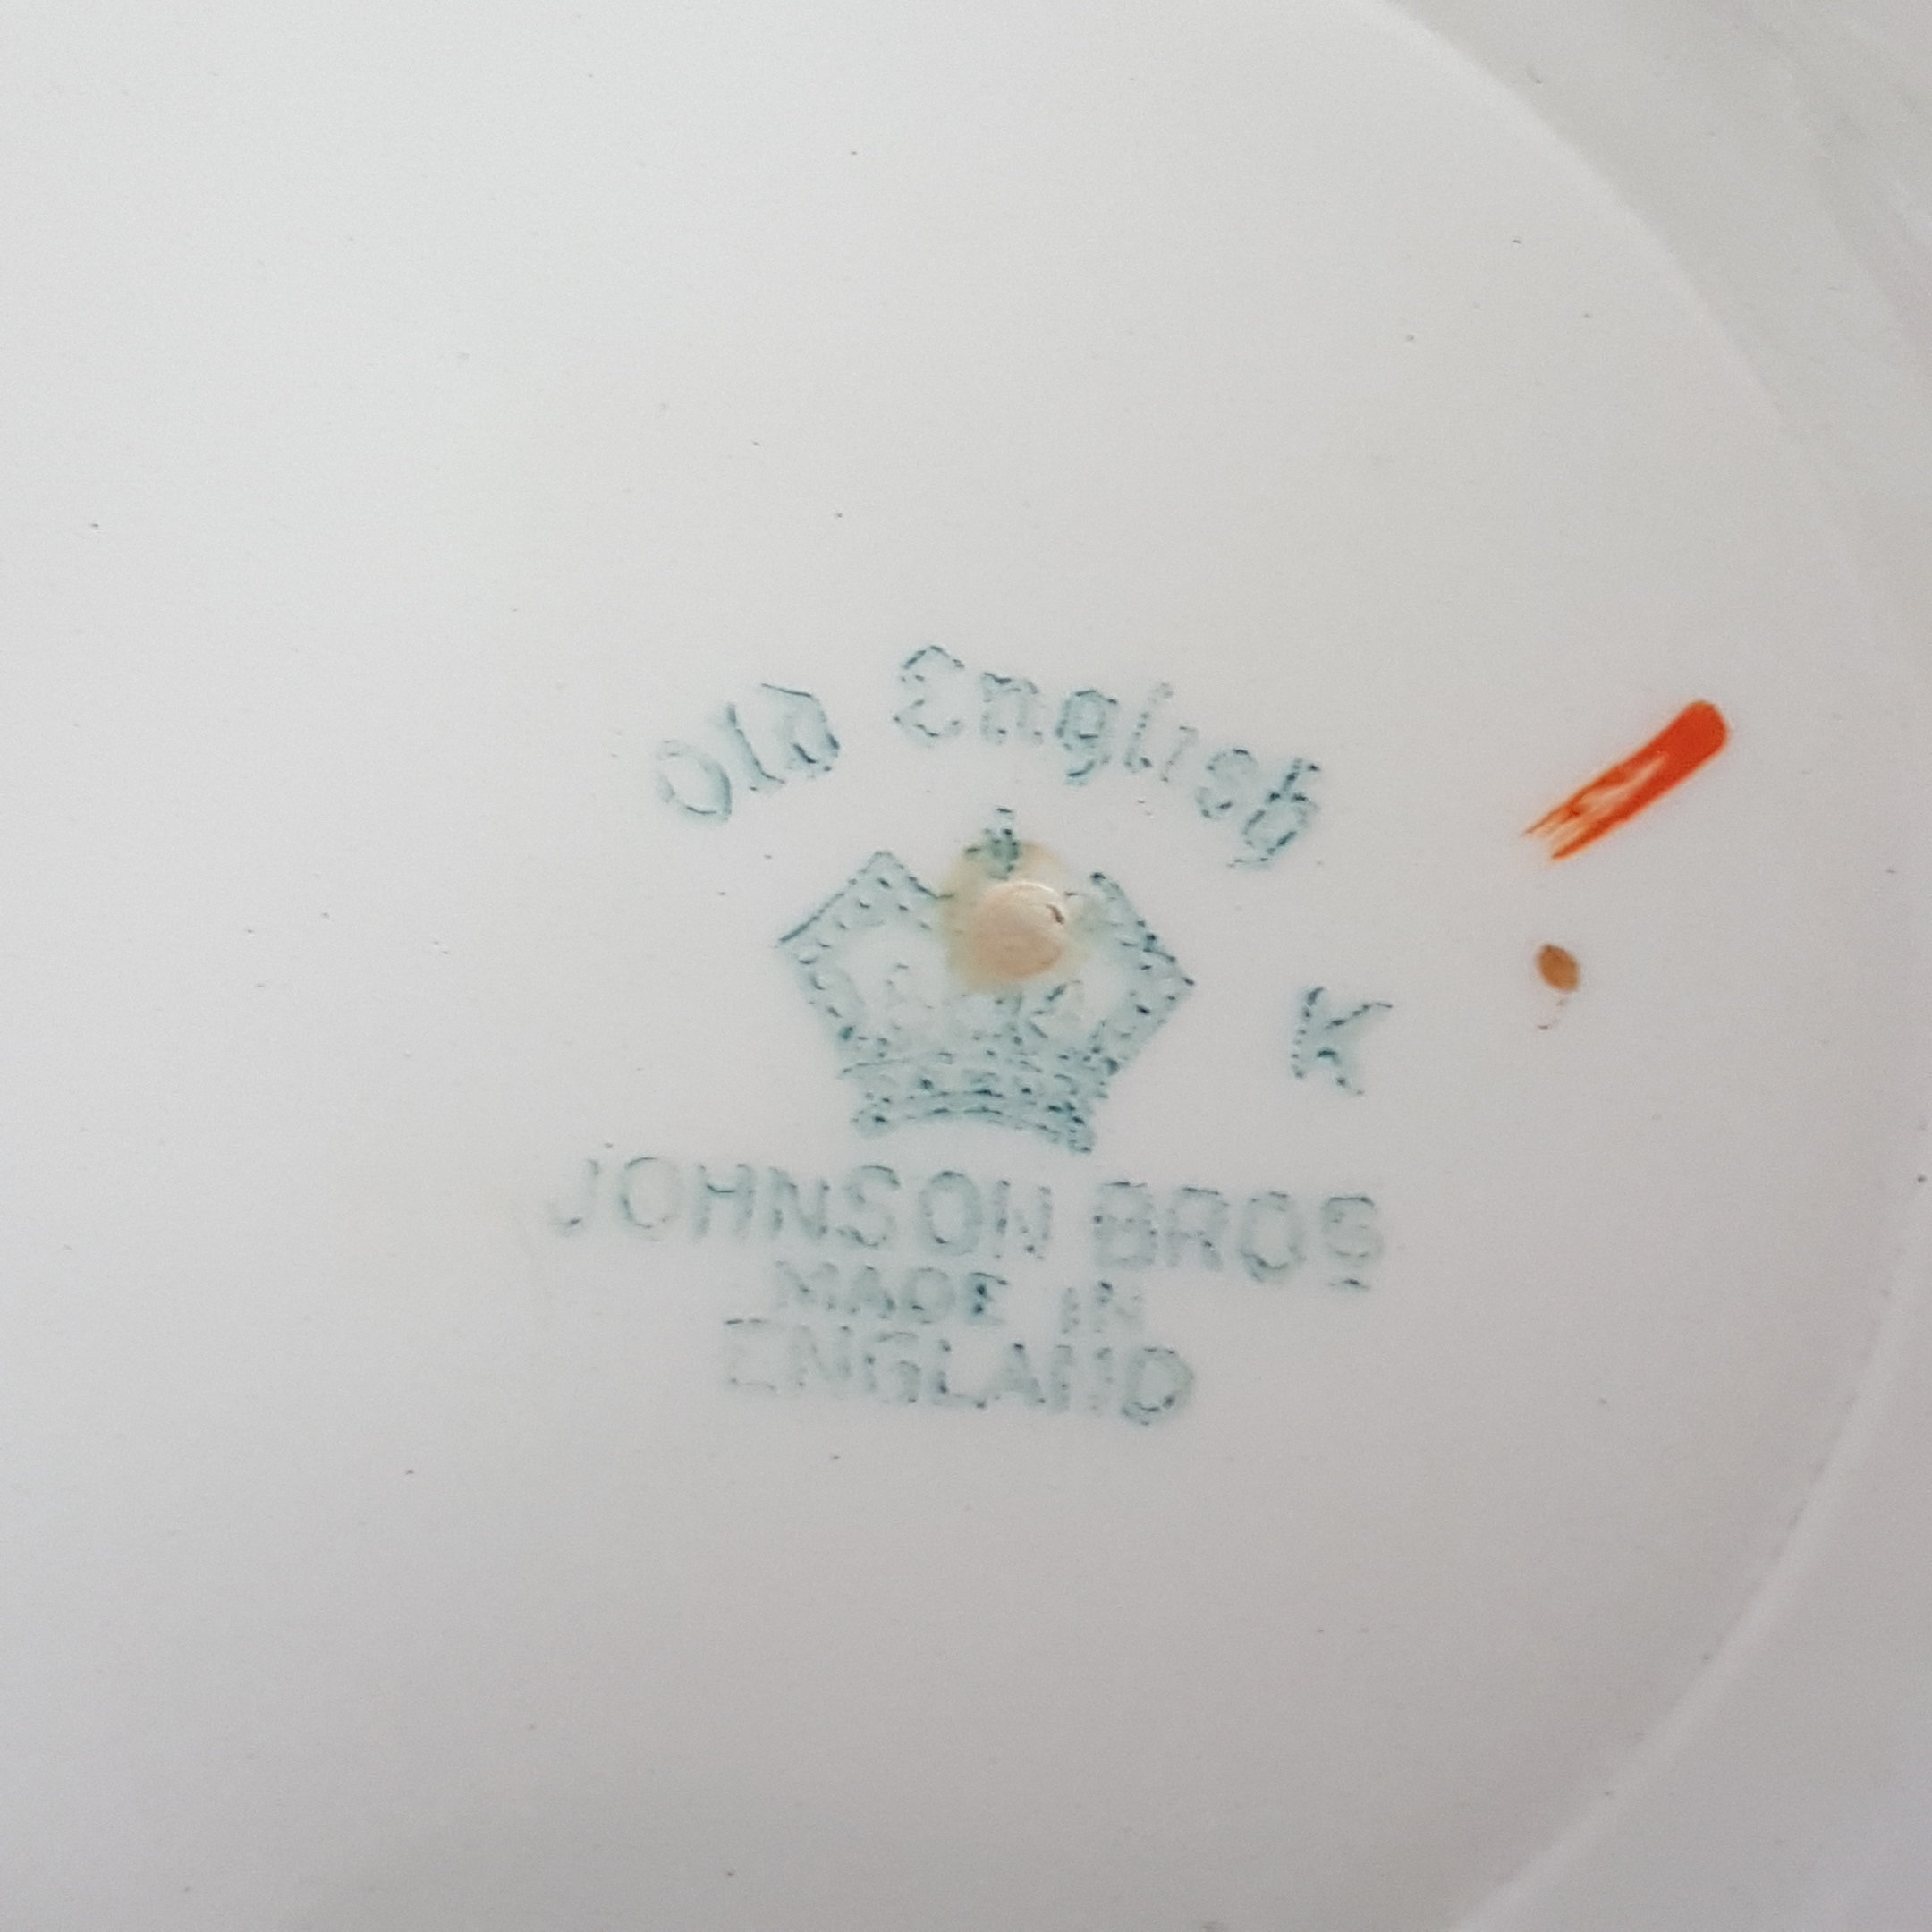 Old English
K
JOHNSON BROS
MADE IN
ENGLAND